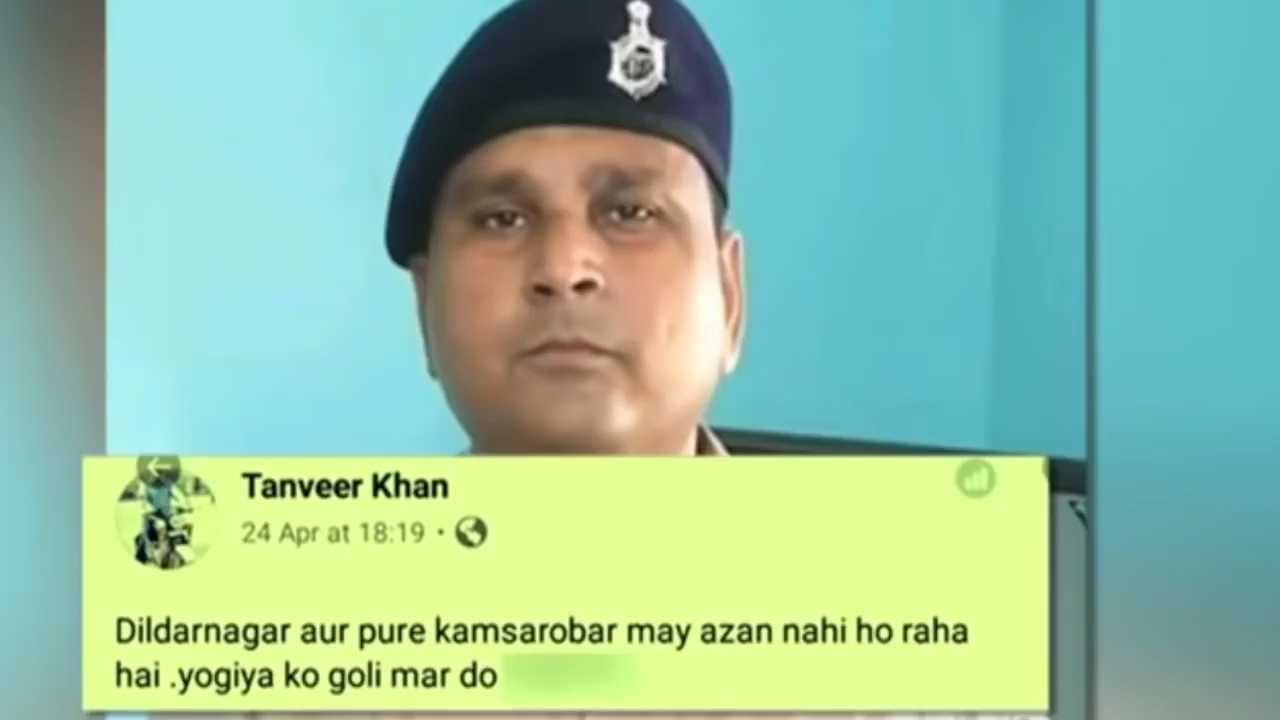 Tanveer Khan
24 Apr at 18:19 ·
Dildarnagar aur pure kamsarobar may azan nahi ho raha
hai .yogiya ko goli mar do